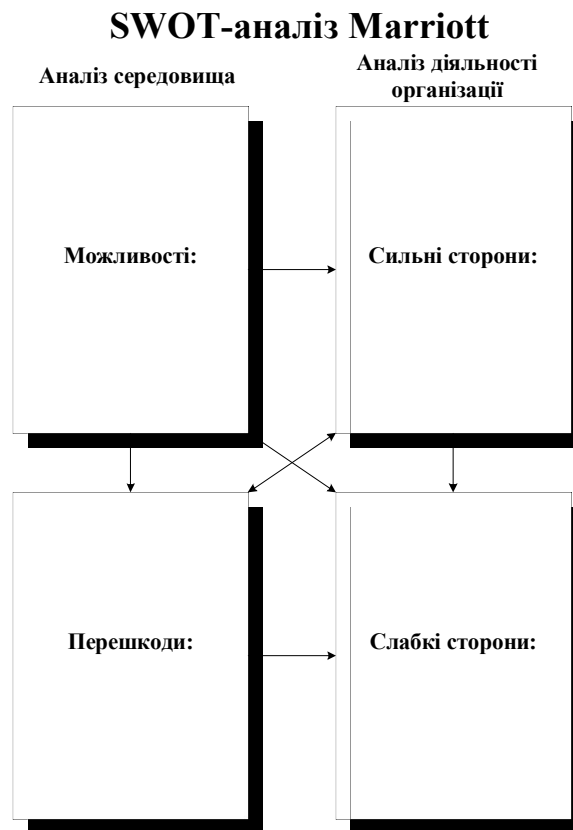 SWOT-аналіз Marriott
Аналіз середовища
Аналіз діяльності
організації
Можливості:
Сильні сторони:
Перешкоди:
Слабкі сторони: